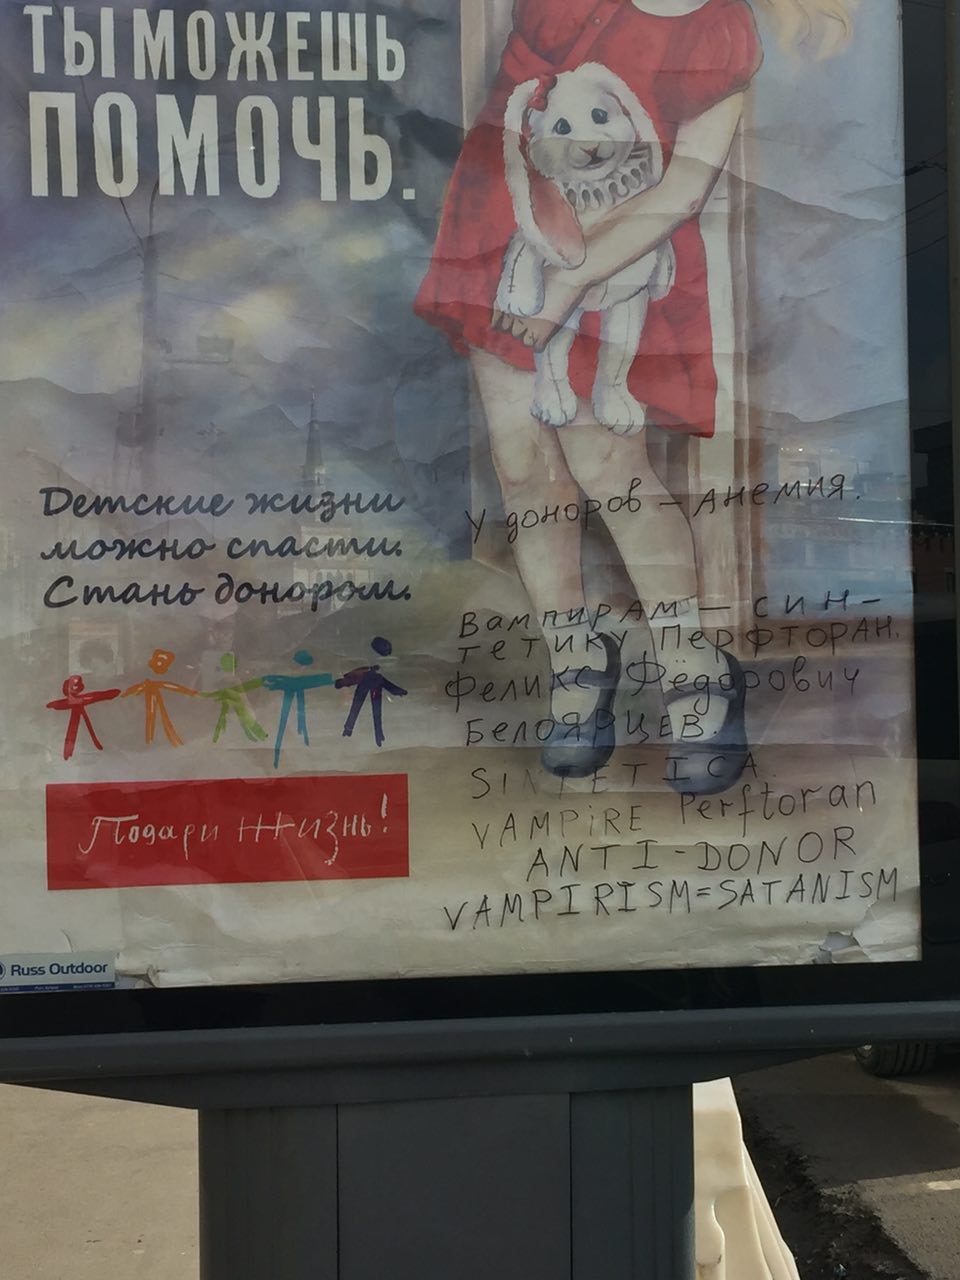 ТЫ МОЖЕШЬ
ПОМОЧЬ.
Детские жизни
можно спасти.
Стань донором.
Подари жизнь!
У доноров — анемия.
Вампирам — син-
тетику Перфторан.
Феликс Фёдорович
Белоярцев.
SINTETICA.
VAMPIRE Perftoran
ANTI-DONOR
VAMPIRISM=SATANISM
Russ Outdoor